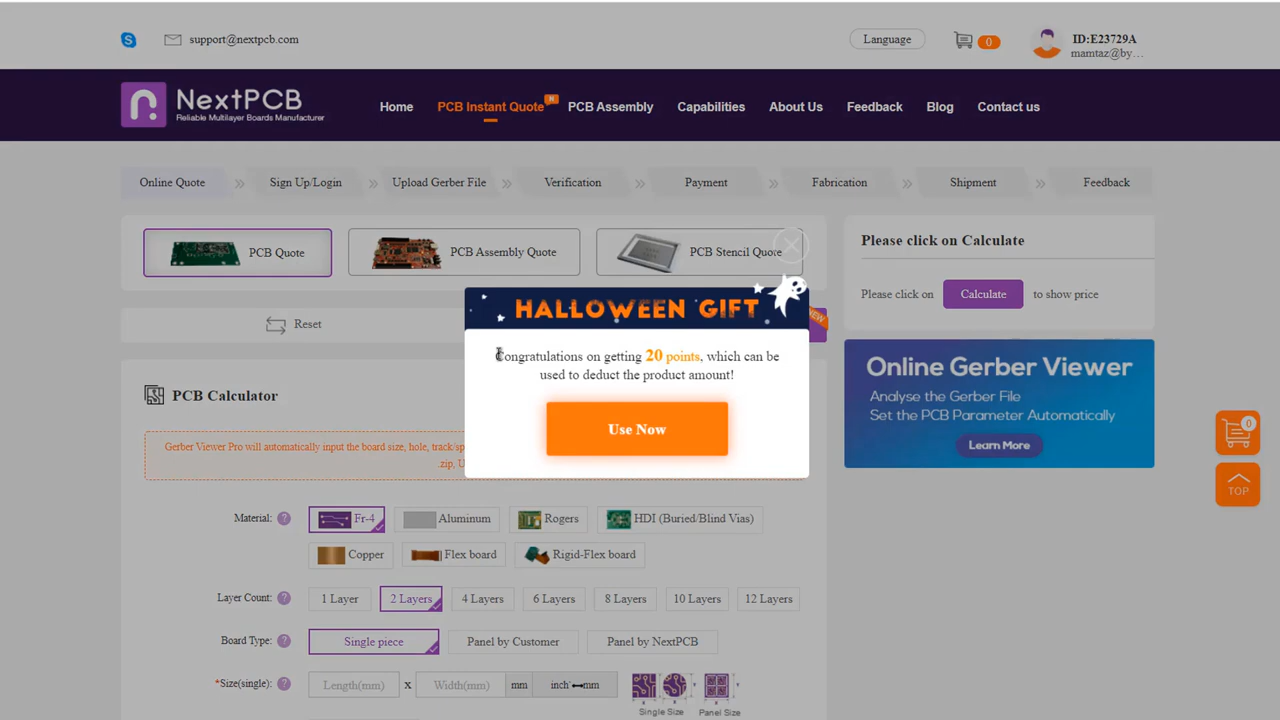 support@nextpcb.com
Language
0
ID:E23729A
mamtaz@by...
NextPCB
Reliable Multilayer Boards Manufacturer
Home
PCB Instant Quote
N
PCB Assembly
Capabilities
About Us
Feedback
Blog
Contact us
Online Quote
Sign Up/Login
Upload Gerber File
Verification
Payment
Fabrication
Shipment
Feedback
PCB Quote
PCB Assembly Quote
PCB Stencil Quote
Please click on Calculate
Please click on
Calculate
to show price
Reset
NEW
HALLOWEEN GIFT
Congratulations on getting 20 points, which can be
used to deduct the product amount!
Use Now
Online Gerber Viewer
Analyse the Gerber File
Set the PCB Parameter Automatically
Learn More
0
TOP
PCB Calculator
Gerber Viewer Pro will automatically input the board size, hole, track/sp
.zip, U
Material: ?
Fr-4
Aluminum
Rogers
HDI (Buried/Blind Vias)
Copper
Flex board
Rigid-Flex board
Layer Count: ?
1 Layer
2 Layers
4 Layers
6 Layers
8 Layers
10 Layers
12 Layers
Board Type: ?
Single piece
Panel by Customer
Panel by NextPCB
*Size(single): ?
Length(mm)
x
Width(mm)
mm
inch⟷mm
Single Size
Panel Size